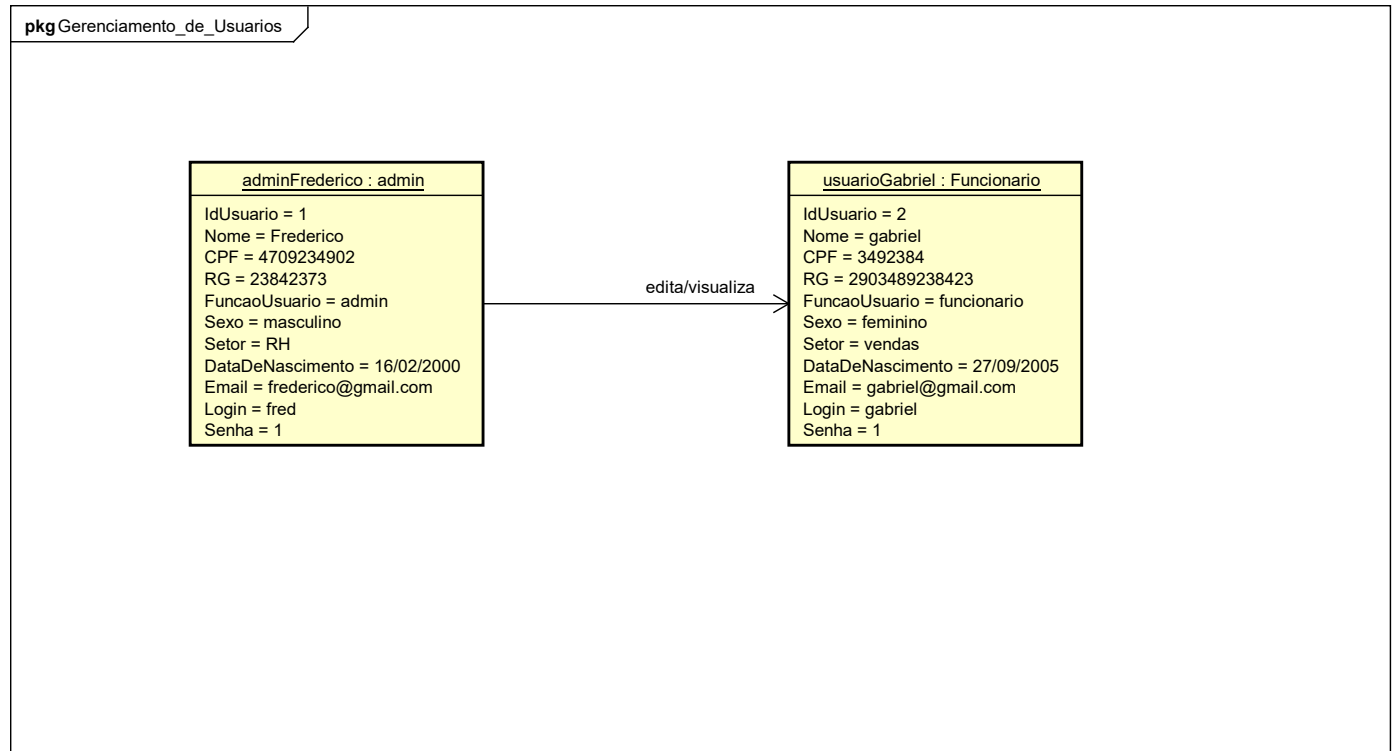 pkg Gerenciamento_de_Usuarios
adminFrederico : admin
IdUsuario = 1
Nome = Frederico
CPF = 4709234902
RG = 23842373
FuncaoUsuario = admin
Sexo = masculino
Setor = RH
DataDeNascimento = 16/02/2000
Email = frederico@gmail.com
Login = fred
Senha = 1
edita/visualiza
usuarioGabriel : Funcionario
IdUsuario = 2
Nome = gabriel
CPF = 3492384
RG = 2903489238423
FuncaoUsuario = funcionario
Sexo = feminino
Setor = vendas
DataDeNascimento = 27/09/2005
Email = gabriel@gmail.com
Login = gabriel
Senha = 1